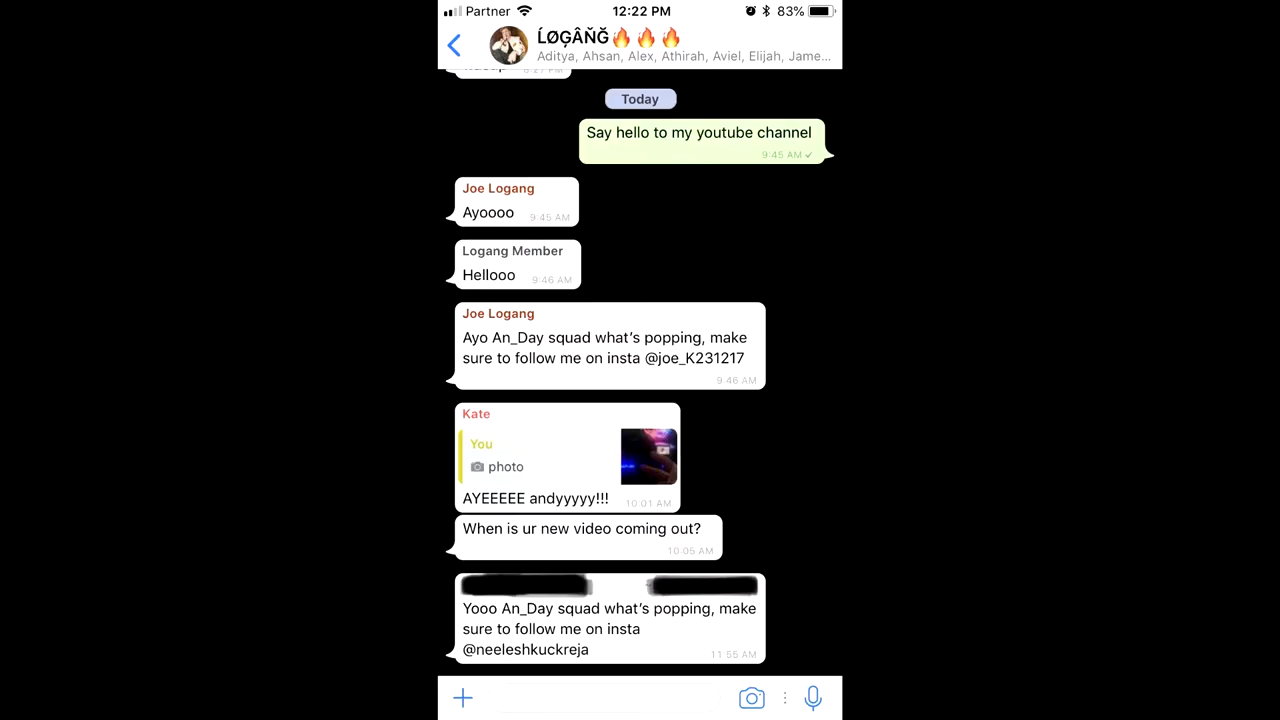 Partner 12:22 PM 83%
ĹØĢÂÑĞ🔥🔥🔥
Aditya, Ahsan, Alex, Athirah, Aviel, Elijah, Jame...
6:27 PM
Today
Say hello to my youtube channel
9:45 AM ✓
Joe Logang
Ayoooo 9:45 AM
Logang Member
Hellooo 9:46 AM
Joe Logang
Ayo An_Day squad what's popping, make
sure to follow me on insta @joe_K231217
9:46 AM
Kate
You
photo
AYEEEEE andyyyyy!!! 10:01 AM
When is ur new video coming out?
10:05 AM
Yooo An_Day squad what's popping, make
sure to follow me on insta
@neeleshkuckreja 11:55 AM